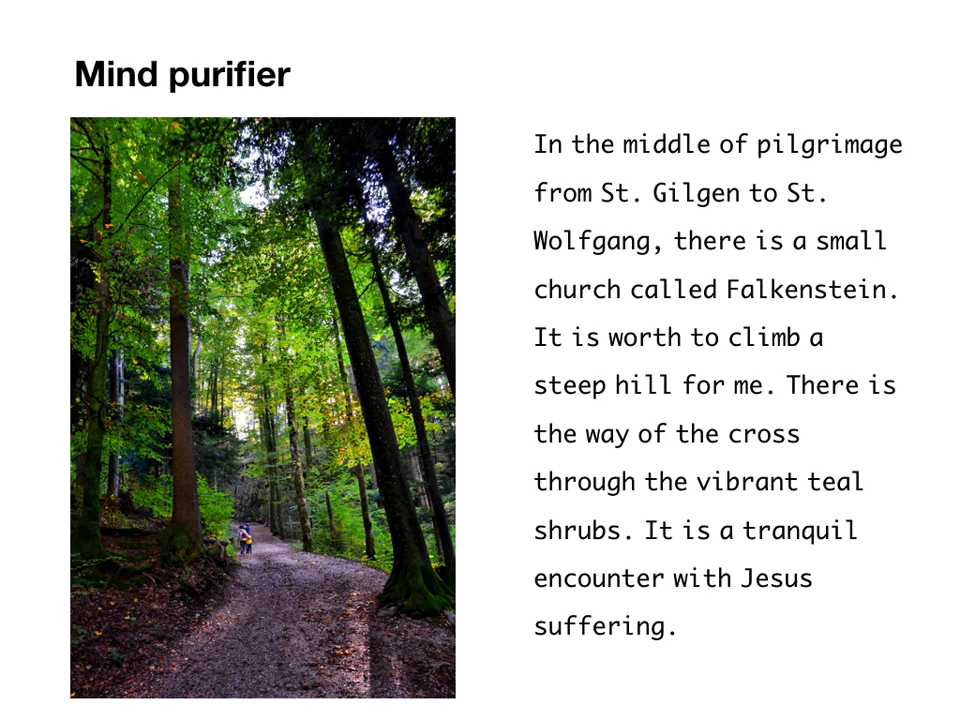 Mind purifier
In the middle of pilgrimage
from St. Gilgen to St.
Wolfgang, there is a small
church called Falkenstein.
It is worth to climb a
steep hill for me. There is
the way of the cross
through the vibrant teal
shrubs. It is a tranquil
encounter with Jesus
suffering.